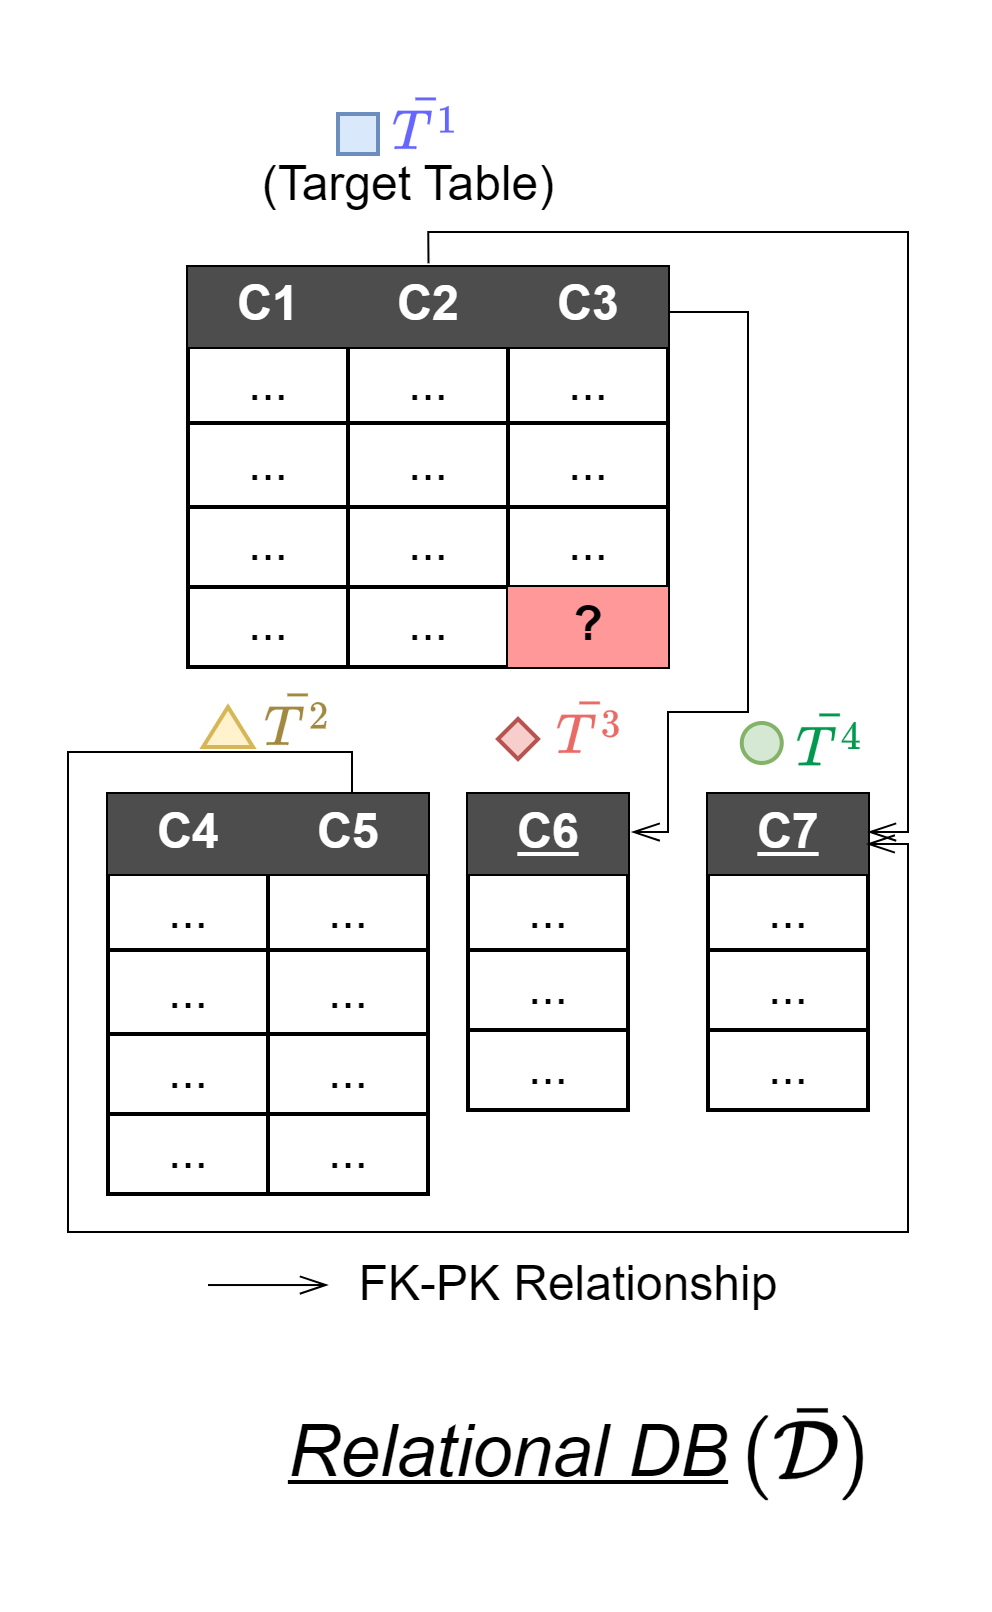 T̄¹
(Target Table)
C1 C2 C3
... ... ...
... ... ...
... ... ...
... ... ?
T̄² T̄³ T̄⁴
C4 C5 C6 C7
... ... ... ...
... ... ... ...
... ... ... ...
... ...
FK-PK Relationship
Relational DB (𝒟̄)